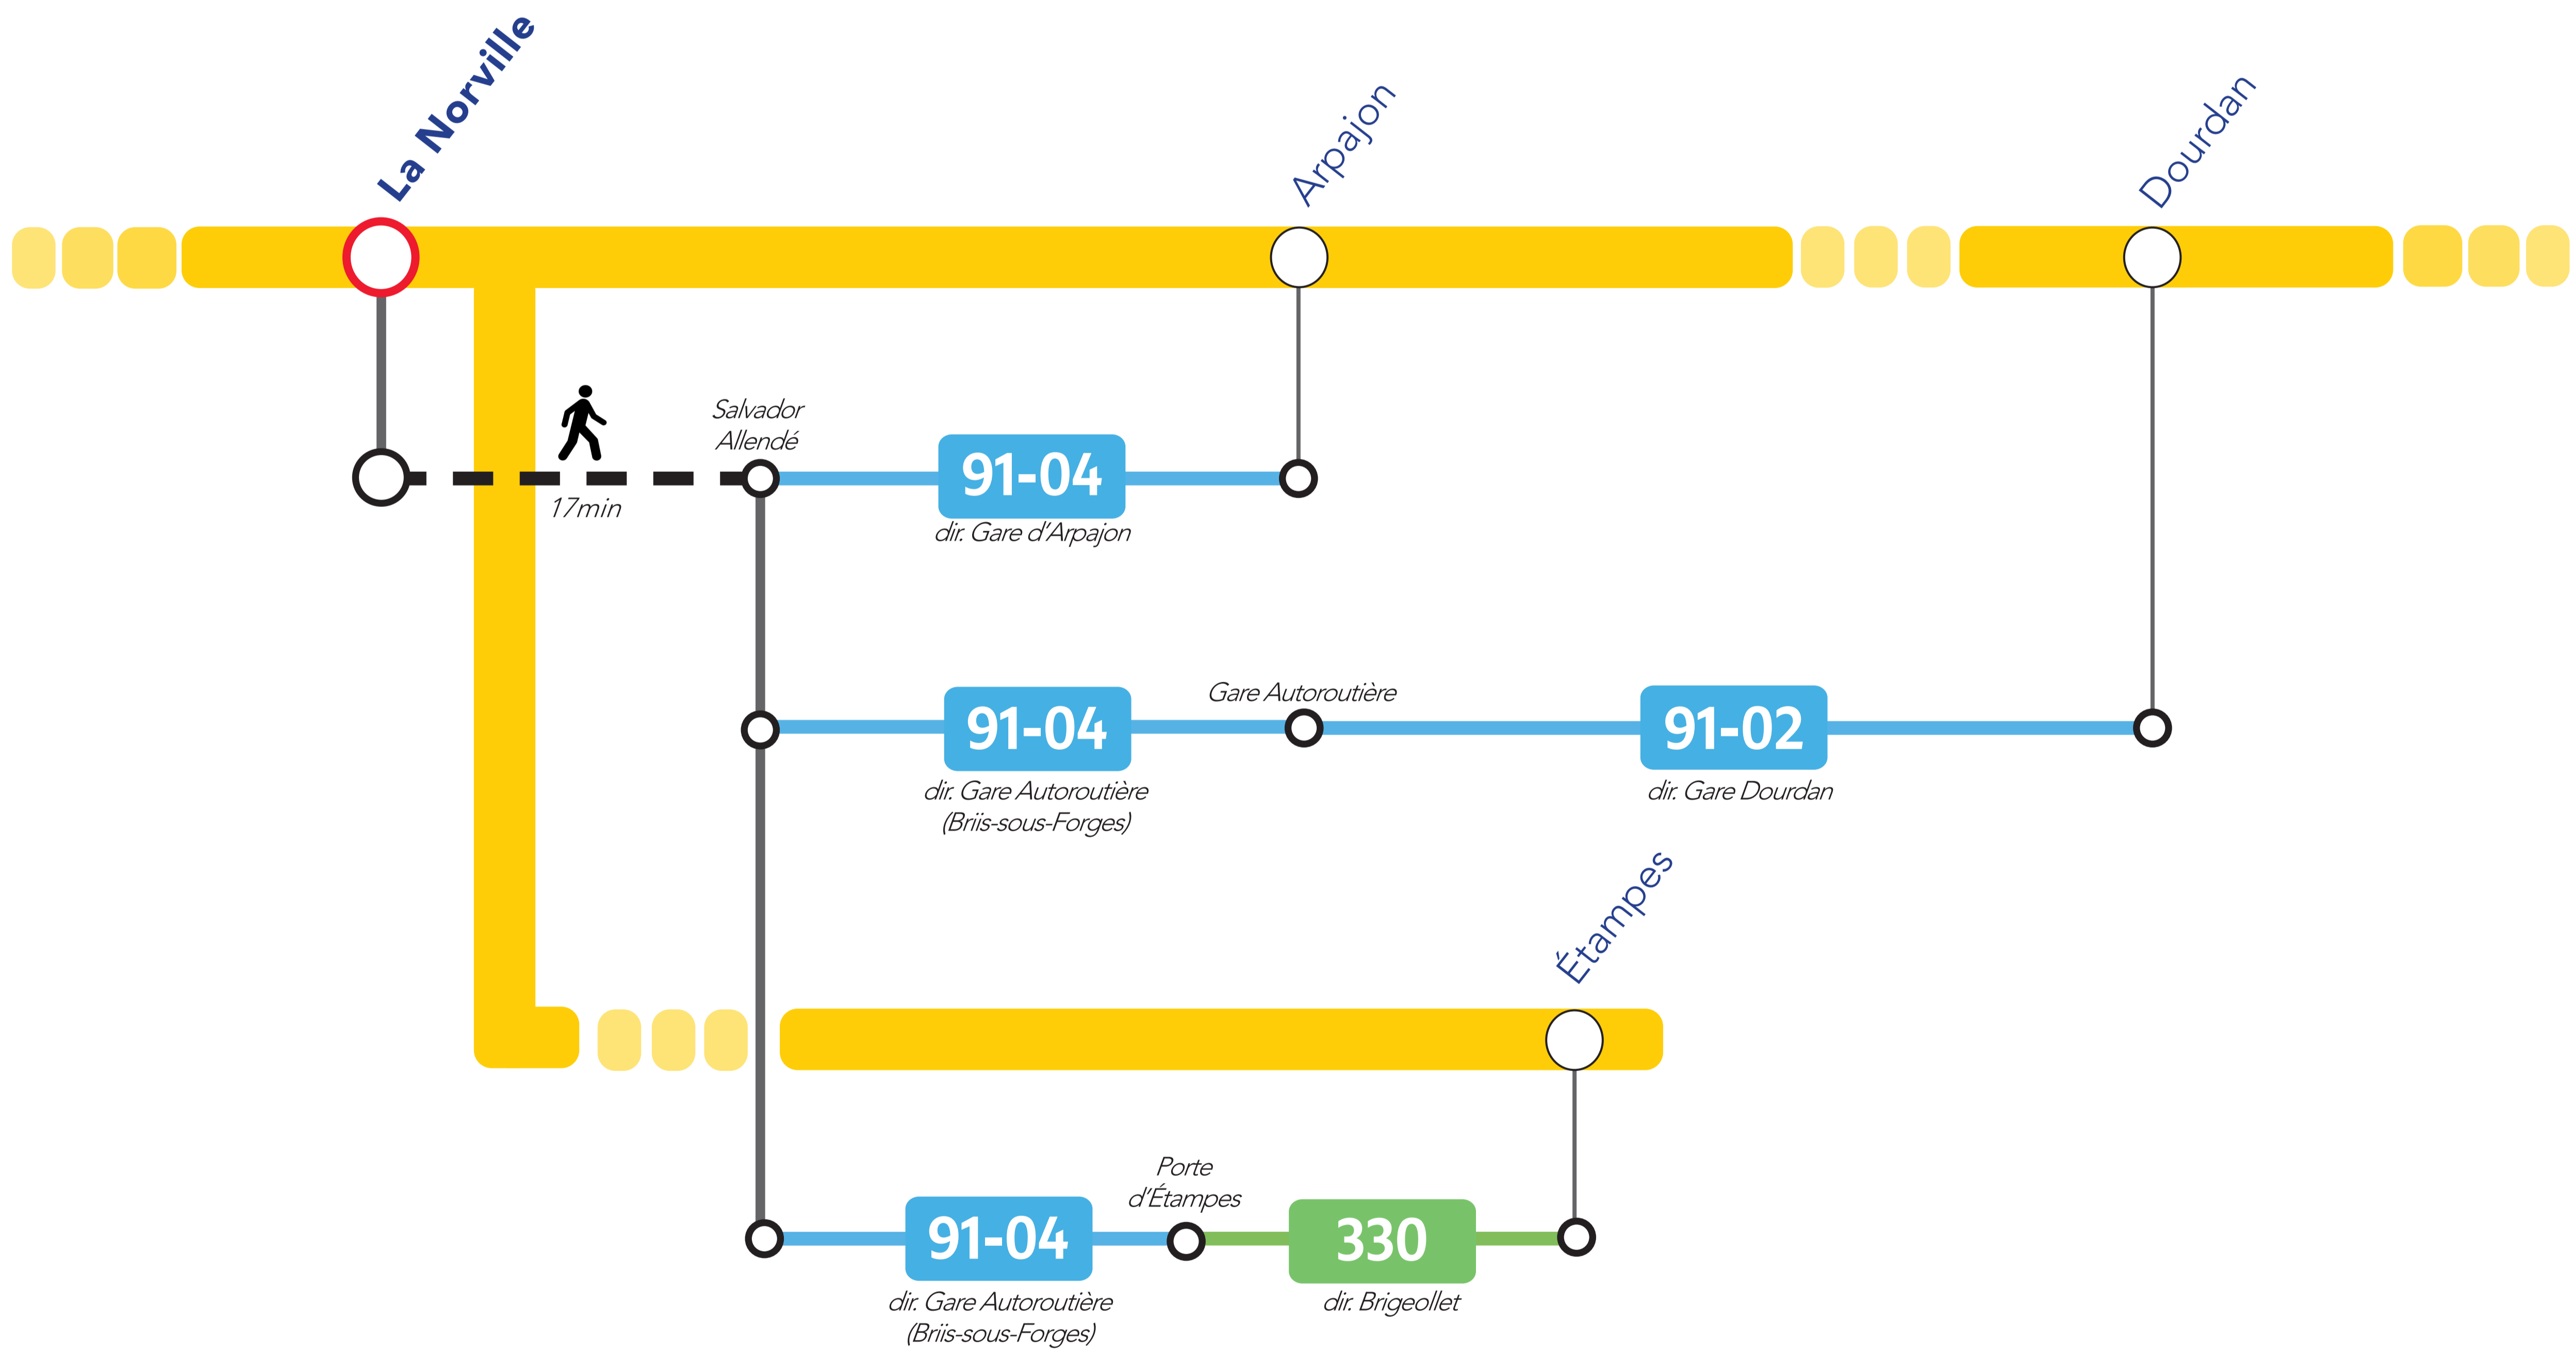 La Norville
Arpajon
Dourdan
Salvador
Allendé
17min
91-04
dir. Gare d'Arpajon
Gare Autoroutière
91-04
dir. Gare Autoroutière
(Briis-sous-Forges)
91-02
dir. Gare Dourdan
Étampes
Porte
d'Étampes
91-04
dir. Gare Autoroutière
(Briis-sous-Forges)
330
dir. Brigeollet